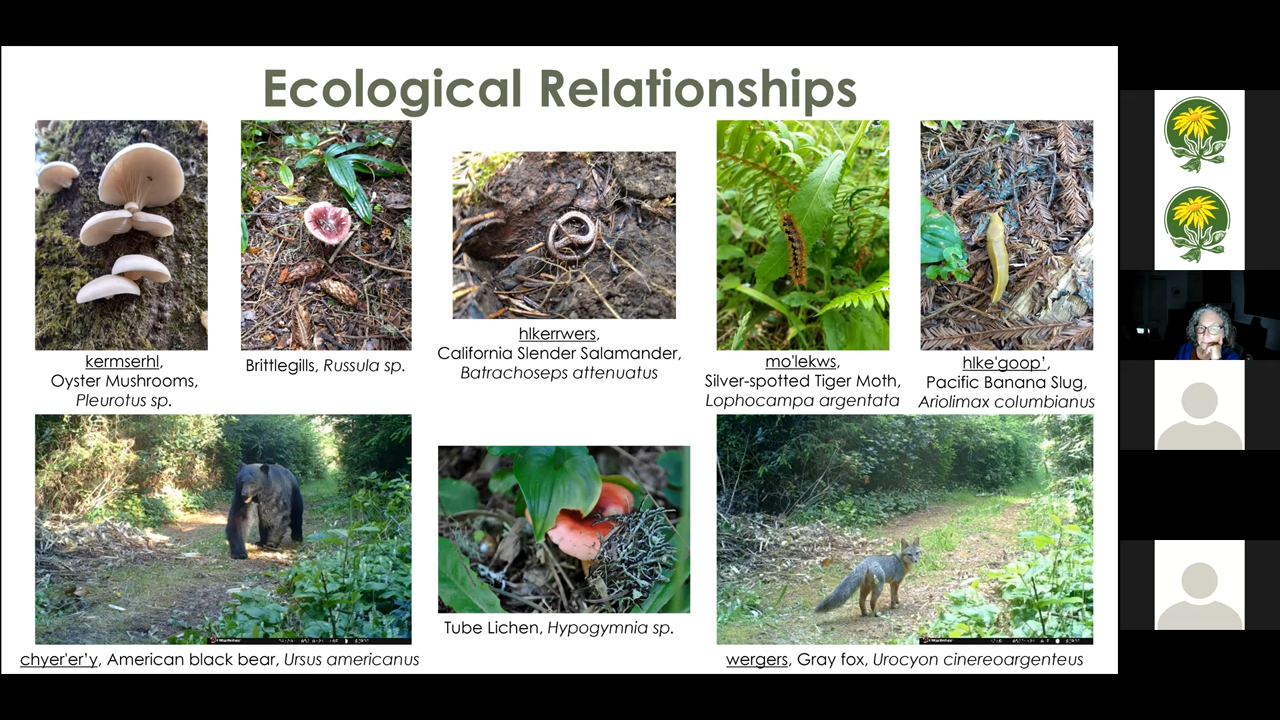 Ecological Relationships
kermserhl,
Oyster Mushrooms,
Pleurotus sp.
Brittlegills, Russula sp.
hlkerrwers,
California Slender Salamander,
Batrachoseps attenuatus
mo'lekws,
Silver-spotted Tiger Moth,
Lophocampa argentata
hlke'goop’,
Pacific Banana Slug,
Ariolimax columbianus
chyer'er’y, American black bear, Ursus americanus
Tube Lichen, Hypogymnia sp.
wergers, Gray fox, Urocyon cinereoargenteus